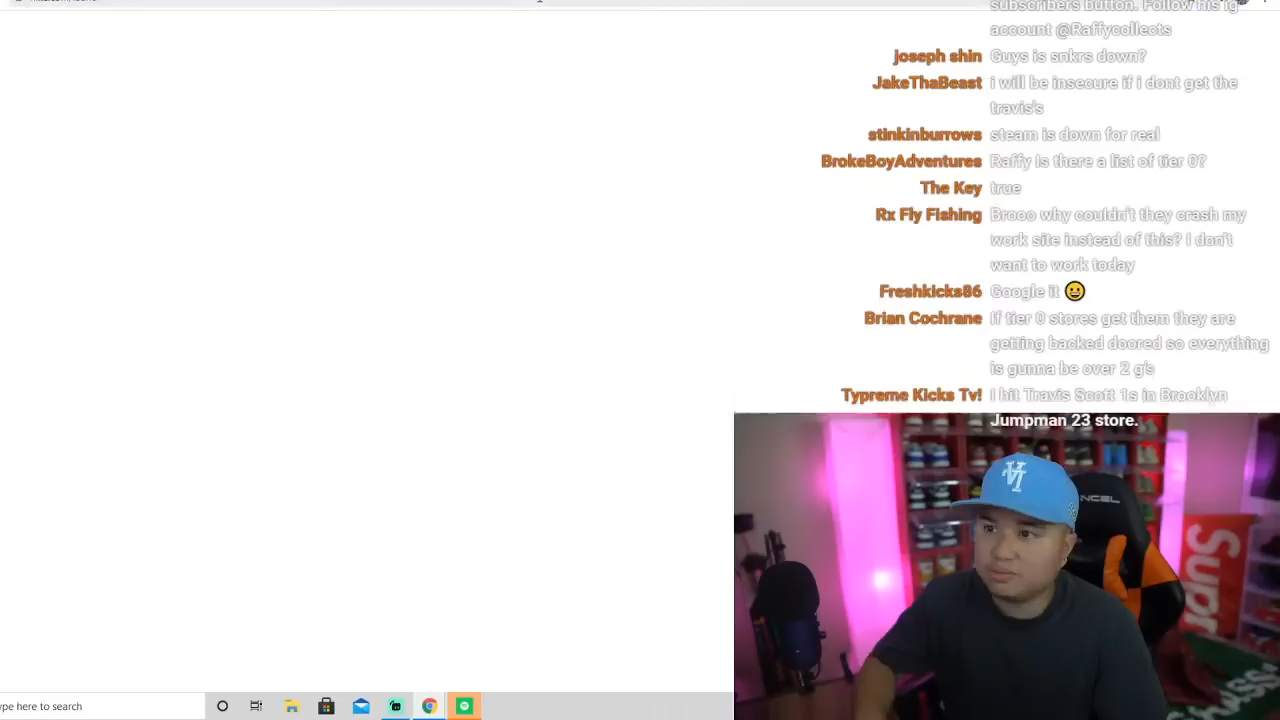 subscribers button. Follow his ig
account @Raffycollects
joseph shin Guys is snkrs down?
JakeThaBeast i will be insecure if i dont get the
travis's
stinkinburrows steam is down for real
BrokeBoyAdventures Raffy is there a list of tier 0?
The Key true
Rx Fly Fishing Brooo why couldn't they crash my
work site instead of this? I don't
want to work today
Freshkicks86 Google it 😀
Brian Cochrane If tier 0 stores get them they are
getting backed doored so everything
is gunna be over 2 g's
Typreme Kicks Tv! I hit Travis Scott 1s in Brooklyn
Jumpman 23 store.
NCEL
Supr
ype here to search